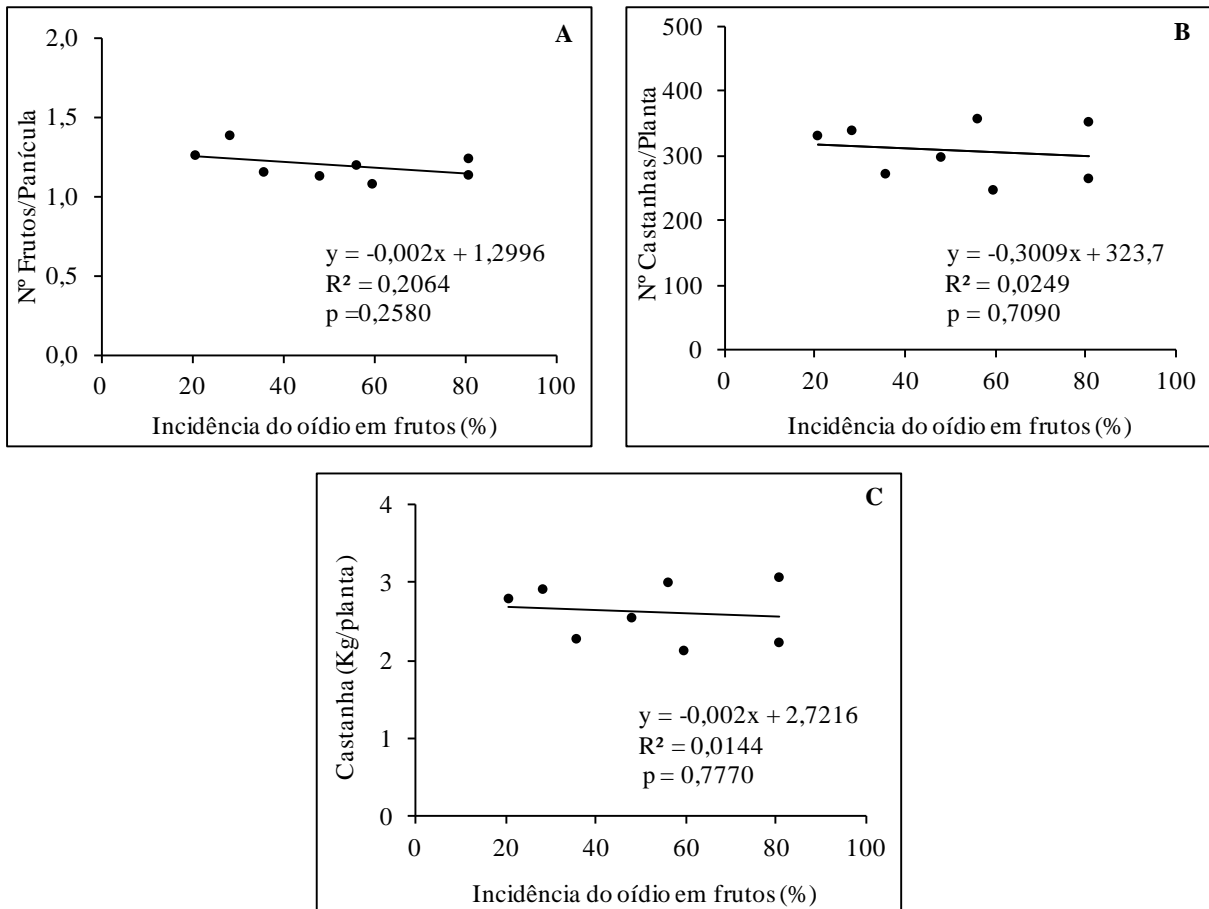 A
2,0
1,5
1,0
0,5
0,0
Nº Frutos/Panícula
y = -0,002x + 1,2996
R² = 0,2064
p =0,2580
0 20 40 60 80 100
Incidência do oídio em frutos (%)
B
500
400
300
200
100
0
Nº Castanhas/Planta
y = -0,3009x + 323,7
R² = 0,0249
p = 0,7090
0 20 40 60 80 100
Incidência do oídio em frutos (%)
C
4
3
2
1
0
Castanha (Kg/planta)
y = -0,002x + 2,7216
R² = 0,0144
p = 0,7770
0 20 40 60 80 100
Incidência do oídio em frutos (%)